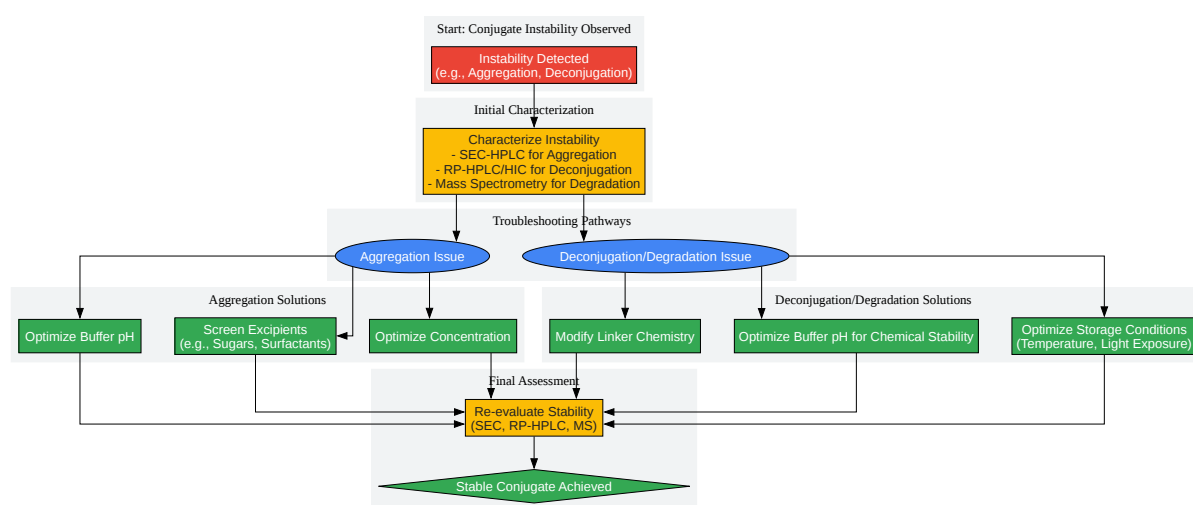 Start: Conjugate Instability Observed
Instability Detected
(e.g., Aggregation, Deconjugation)
Initial Characterization
Characterize Instability
- SEC-HPLC for Aggregation
- RP-HPLC/HIC for Deconjugation
- Mass Spectrometry for Degradation
Troubleshooting Pathways
Aggregation Issue
Deconjugation/Degradation Issue
Aggregation Solutions
Deconjugation/Degradation Solutions
Optimize Buffer pH
Screen Excipients
(e.g., Sugars, Surfactants)
Optimize Concentration
Modify Linker Chemistry
Optimize Buffer pH for Chemical Stability
Optimize Storage Conditions
(Temperature, Light Exposure)
Final Assessment
Re-evaluate Stability
(SEC, RP-HPLC, MS)
Stable Conjugate Achieved